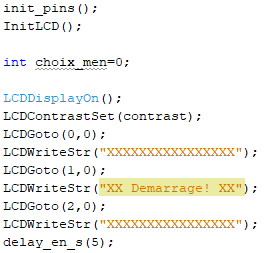 init_pins();
InitLCD();
int choix_men=0;
LCDDisplayOn();
LCDContrastSet(contrast);
LCDGoto(0,0);
LCDWriteStr("XXXXXXXXXXXXXXXX");
LCDGoto(1,0);
LCDWriteStr("XX Demarrage! XX");
LCDGoto(2,0);
LCDWriteStr("XXXXXXXXXXXXXXXX");
delay_en_s(5);